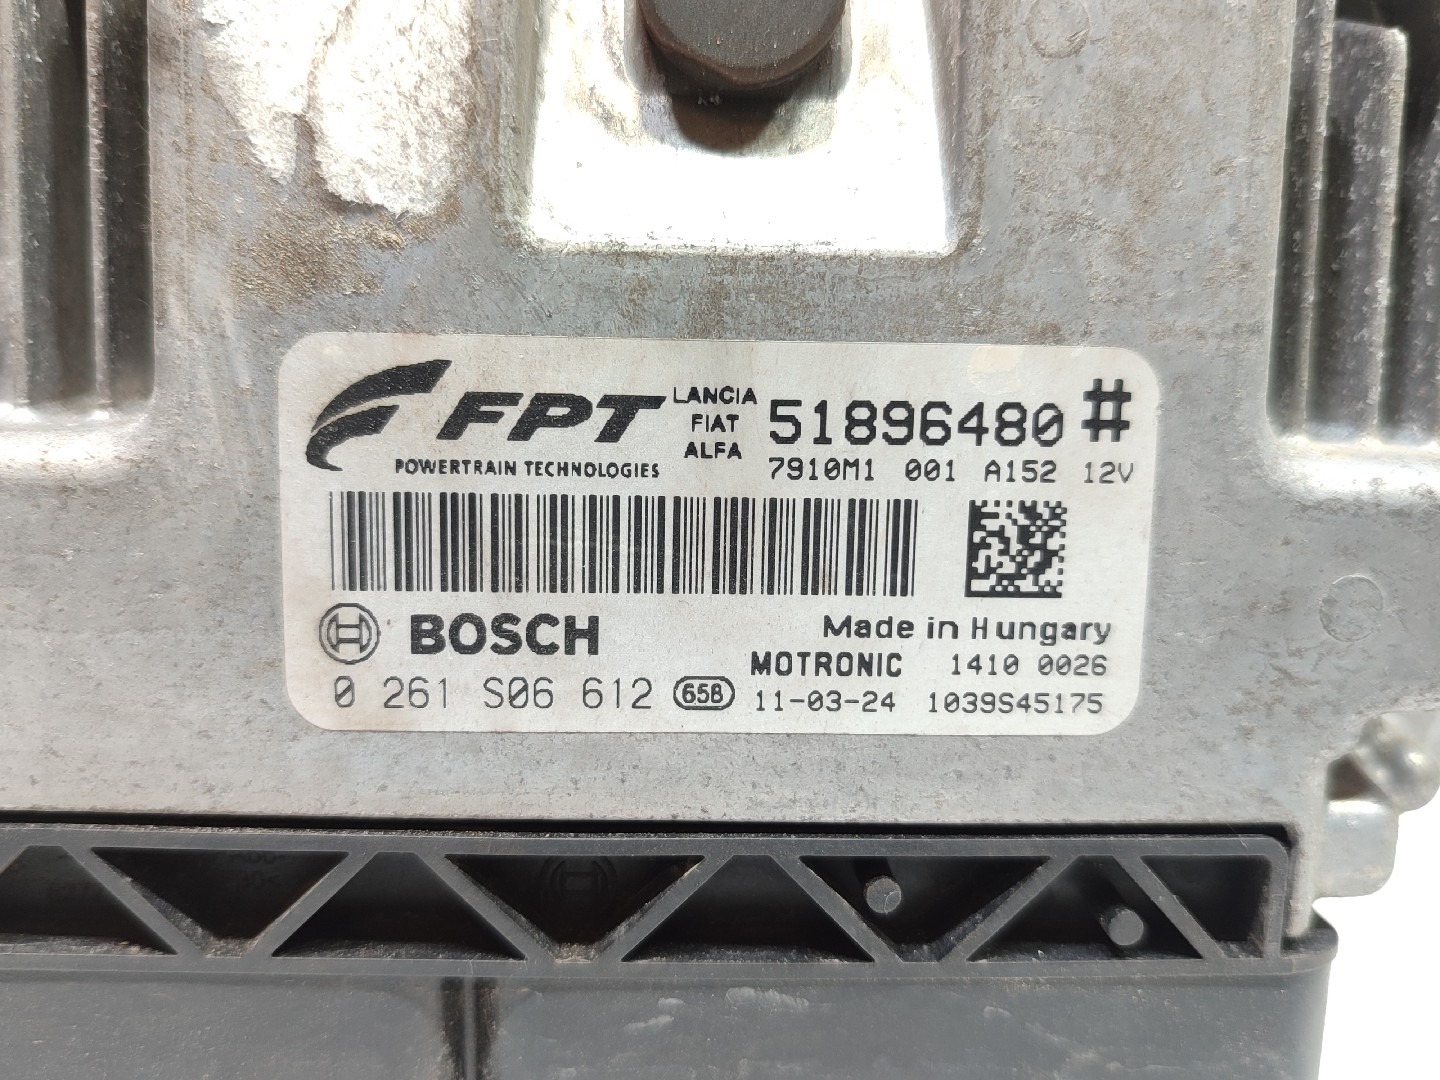 FPT
POWERTRAIN TECHNOLOGIES
LANCIA
FIAT
ALFA
51896480 #
7910M1 001 A152 12V
BOSCH
Made in Hungary
MOTRONIC 1410 0026
0 261 S06 612 65B 11-03-24 1039S45175